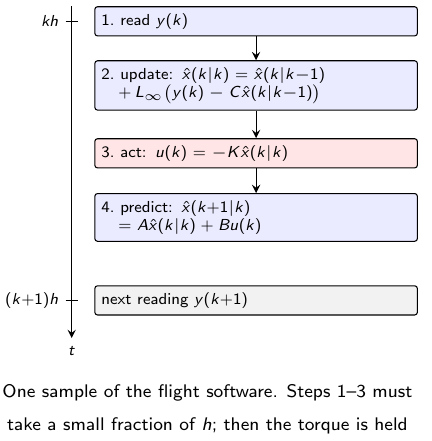 kh
1. read y(k)
2. update: x̂(k|k) = x̂(k|k−1)
+ L∞ (y(k) − Cx̂(k|k−1))
3. act: u(k) = −Kx̂(k|k)
4. predict: x̂(k+1|k)
= Ax̂(k|k) + Bu(k)
(k+1)h
next reading y(k+1)
t
One sample of the flight software. Steps 1–3 must
take a small fraction of h; then the torque is held